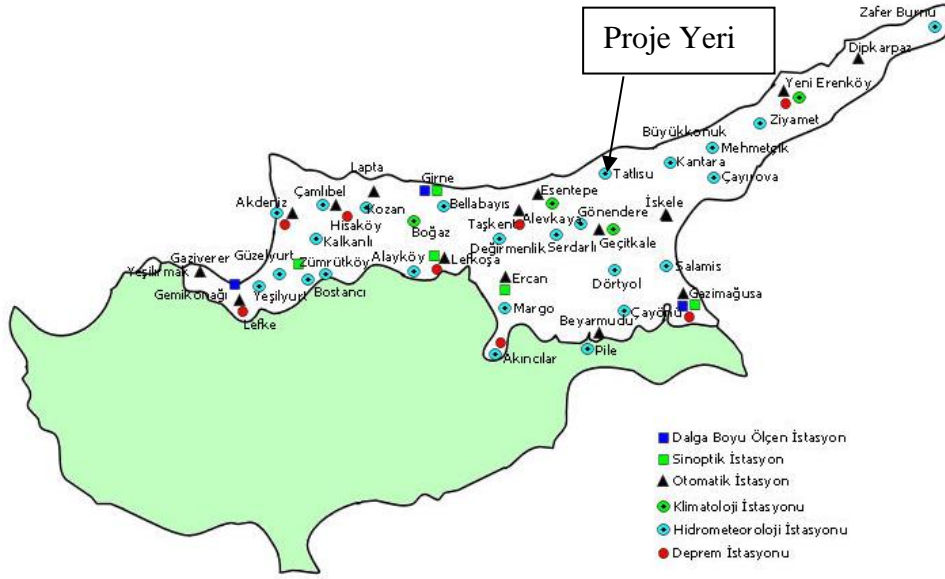 Zafer Burnu
Proje Yeri
Dipkarpaz
Yeni Erenköy
Ziyamet
Büyükkonuk
Mehmetçik
Kantara
Çayırova
Tatlısu
Lapta
Girne
Çamlıbel
Esentepe
Akdeniz
Kozan
Bellabayıs
Hisaköy
Taşkent
Alevkaya
Gönendere
İskele
Boğaz
Kalkanlı
Değirmenlik
Serdarlı
Geçitkale
Gaziveren
Güzelyurt
Zümrütköy
Alayköy
Lefkoşa
Yeşilırmak
Ercan
Salamis
Dörtyol
Gemikonağı
Yeşilyurt
Bostancı
Gazimağusa
Margo
Çayönü
Lefke
Beyarmudu
Akıncılar
Pile
Dalga Boyu Ölçen İstasyon
Sinoptik İstasyon
Otomatik İstasyon
Klimatoloji İstasyonu
Hidrometeoroloji İstasyonu
Deprem İstasyonu